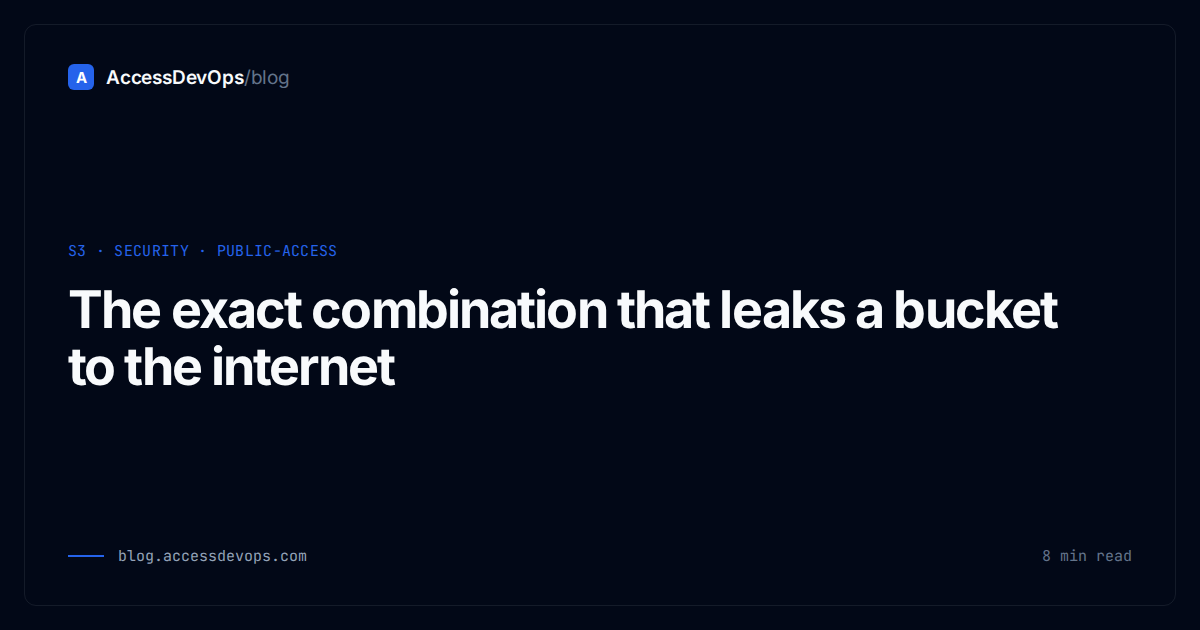 A AccessDevOps/blog
S3 · SECURITY · PUBLIC-ACCESS
The exact combination that leaks a bucket
to the internet
blog.accessdevops.com
8 min read